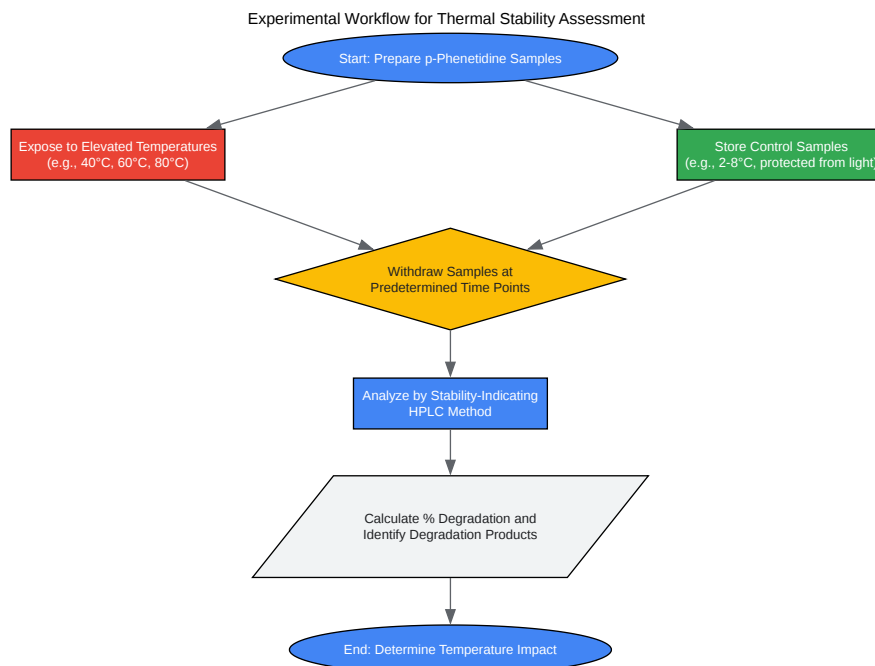 Experimental Workflow for Thermal Stability Assessment
Start: Prepare p-Phenetidine Samples
Expose to Elevated Temperatures
(e.g., 40°C, 60°C, 80°C)
Store Control Samples
(e.g., 2-8°C, protected from light)
Withdraw Samples at
Predetermined Time Points
Analyze by Stability-Indicating
HPLC Method
Calculate % Degradation and
Identify Degradation Products
End: Determine Temperature Impact